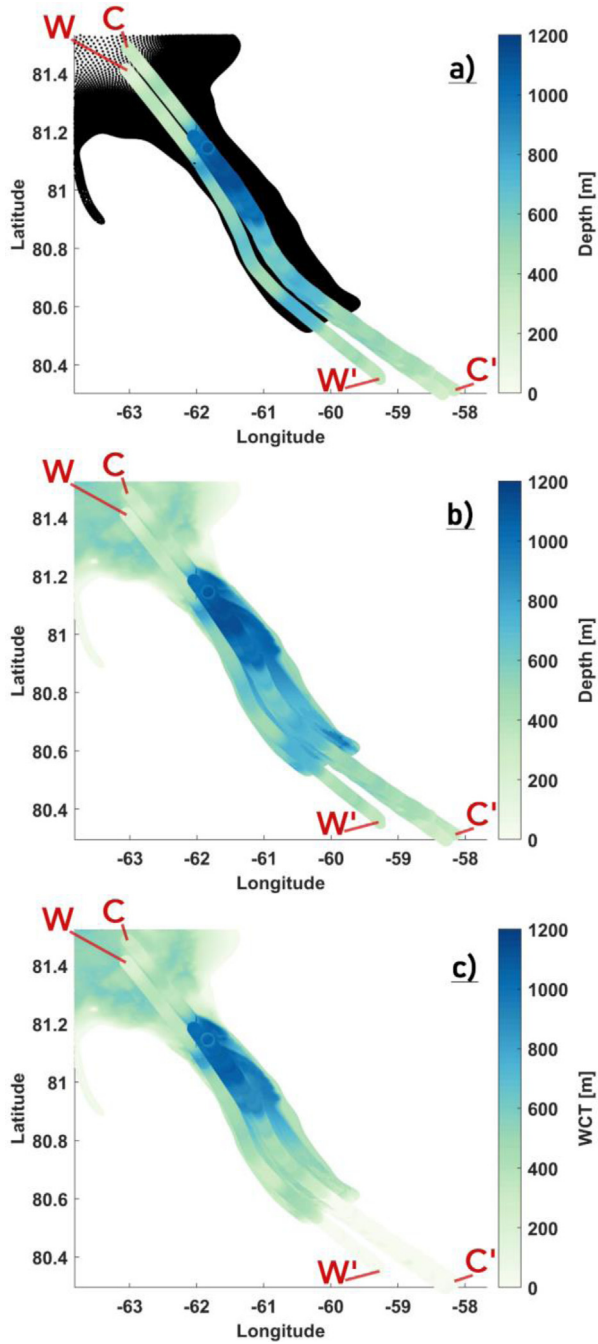 W C
a)
81.4
81.2
81
80.8
80.6
80.4
Latitude
W'
C'
-63 -62 -61 -60 -59 -58
Longitude
1200
1000
800
600
400
200
0
Depth [m]
W C
b)
81.4
81.2
81
80.8
80.6
80.4
Latitude
W'
C'
-63 -62 -61 -60 -59 -58
Longitude
1200
1000
800
600
400
200
0
Depth [m]
W C
c)
81.4
81.2
81
80.8
80.6
80.4
Latitude
W'
C'
-63 -62 -61 -60 -59 -58
Longitude
1200
1000
800
600
400
200
0
WCT [m]